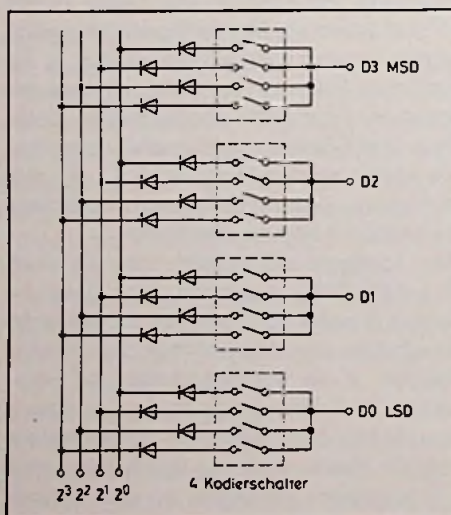 D3 MSD
D2
D1
D0 LSD
2³ 2² 2¹ 2⁰
4 Kodierschalter